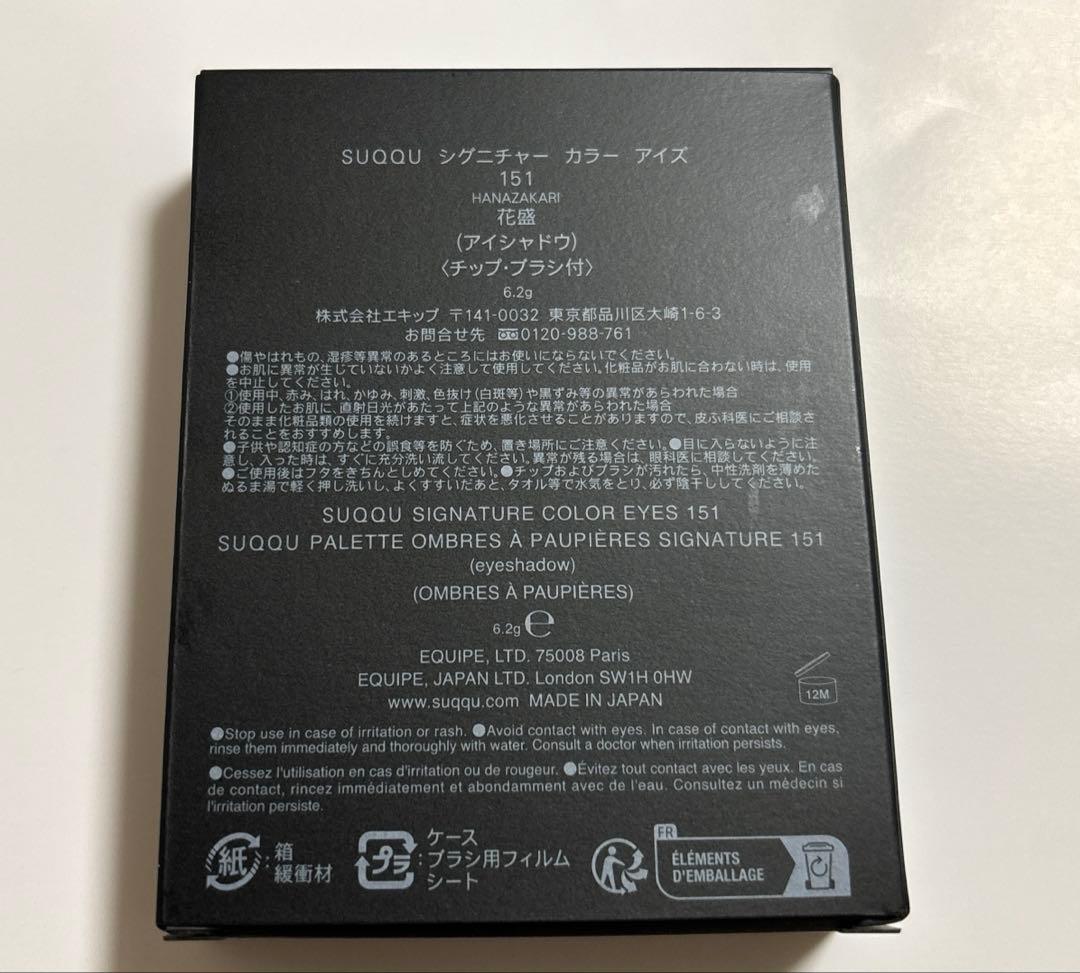 SUQQU シグニチャー カラー アイズ
151
HANAZAKARI
花盛
(アイシャドウ)
〈チップ・ブラシ付〉
6.2g
株式会社エキップ 〒141-0032 東京都品川区大崎1-6-3
お問合せ先 0120-988-761
●傷やはれもの、湿疹等異常のあるところにはお使いにならないでください。
●お肌に異常が生じていないかよく注意して使用してください。化粧品がお肌に合わない時は、使用
を中止してください。
①使用中、赤み、はれ、かゆみ、刺激、色抜け(白斑等)や黒ずみ等の異常があらわれた場合
②使用したお肌に、直射日光があたって上記のような異常があらわれた場合
そのまま化粧品類の使用を続けますと、症状を悪化させることがありますので、皮ふ科医にご相談さ
れることをおすすめします。
●子供や認知症の方などの誤食等を防ぐため、置き場所にご注意ください。●目に入らないように注
意し、入った時は、すぐに充分洗い流してください。異常が残る場合は、眼科医に相談してください。
●ご使用後はフタをきちんとしめてください。●チップおよびブラシが汚れたら、中性洗剤を薄めた
ぬるま湯で軽く押し洗いし、よくすすいだあと、タオル等で水気をとり、必ず陰干ししてください。
SUQQU SIGNATURE COLOR EYES 151
SUQQU PALETTE OMBRES À PAUPIÈRES SIGNATURE 151
(eyeshadow)
(OMBRES À PAUPIÈRES)
6.2g ℮
EQUIPE, LTD. 75008 Paris
EQUIPE, JAPAN LTD. London SW1H 0HW
www.suqqu.com MADE IN JAPAN
12M
●Stop use in case of irritation or rash. ●Avoid contact with eyes. In case of contact with eyes,
rinse them immediately and thoroughly with water. Consult a doctor when irritation persists.
●Cessez l'utilisation en cas d'irritation ou de rougeur. ●Évitez tout contact avec les yeux. En cas
de contact, rincez immédiatement et abondamment avec de l'eau. Consultez un médecin si
l'irritation persiste.
紙:箱
緩衝材
プラ:ケース
ブラシ用フィルム
シート
FR
ÉLÉMENTS
D'EMBALLAGE